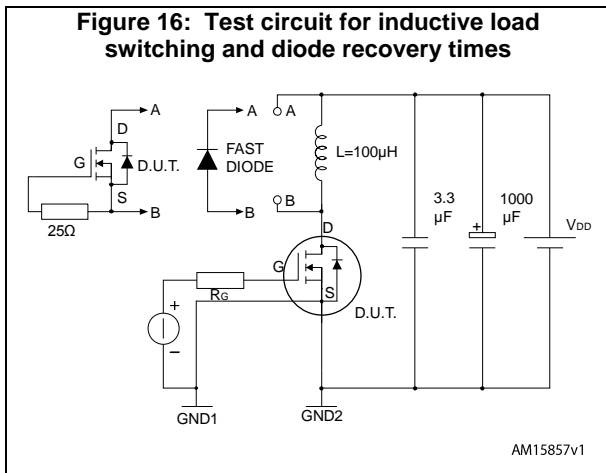 Figure 16: Test circuit for inductive load
switching and diode recovery times
A
A
A
D
G
D.U.T.
FAST
DIODE
L=100µH
S
B
B
B
25Ω
3.3
µF
1000
µF
+
VDD
D
G
S
RG
D.U.T.
+
–
GND1
GND2
AM15857v1